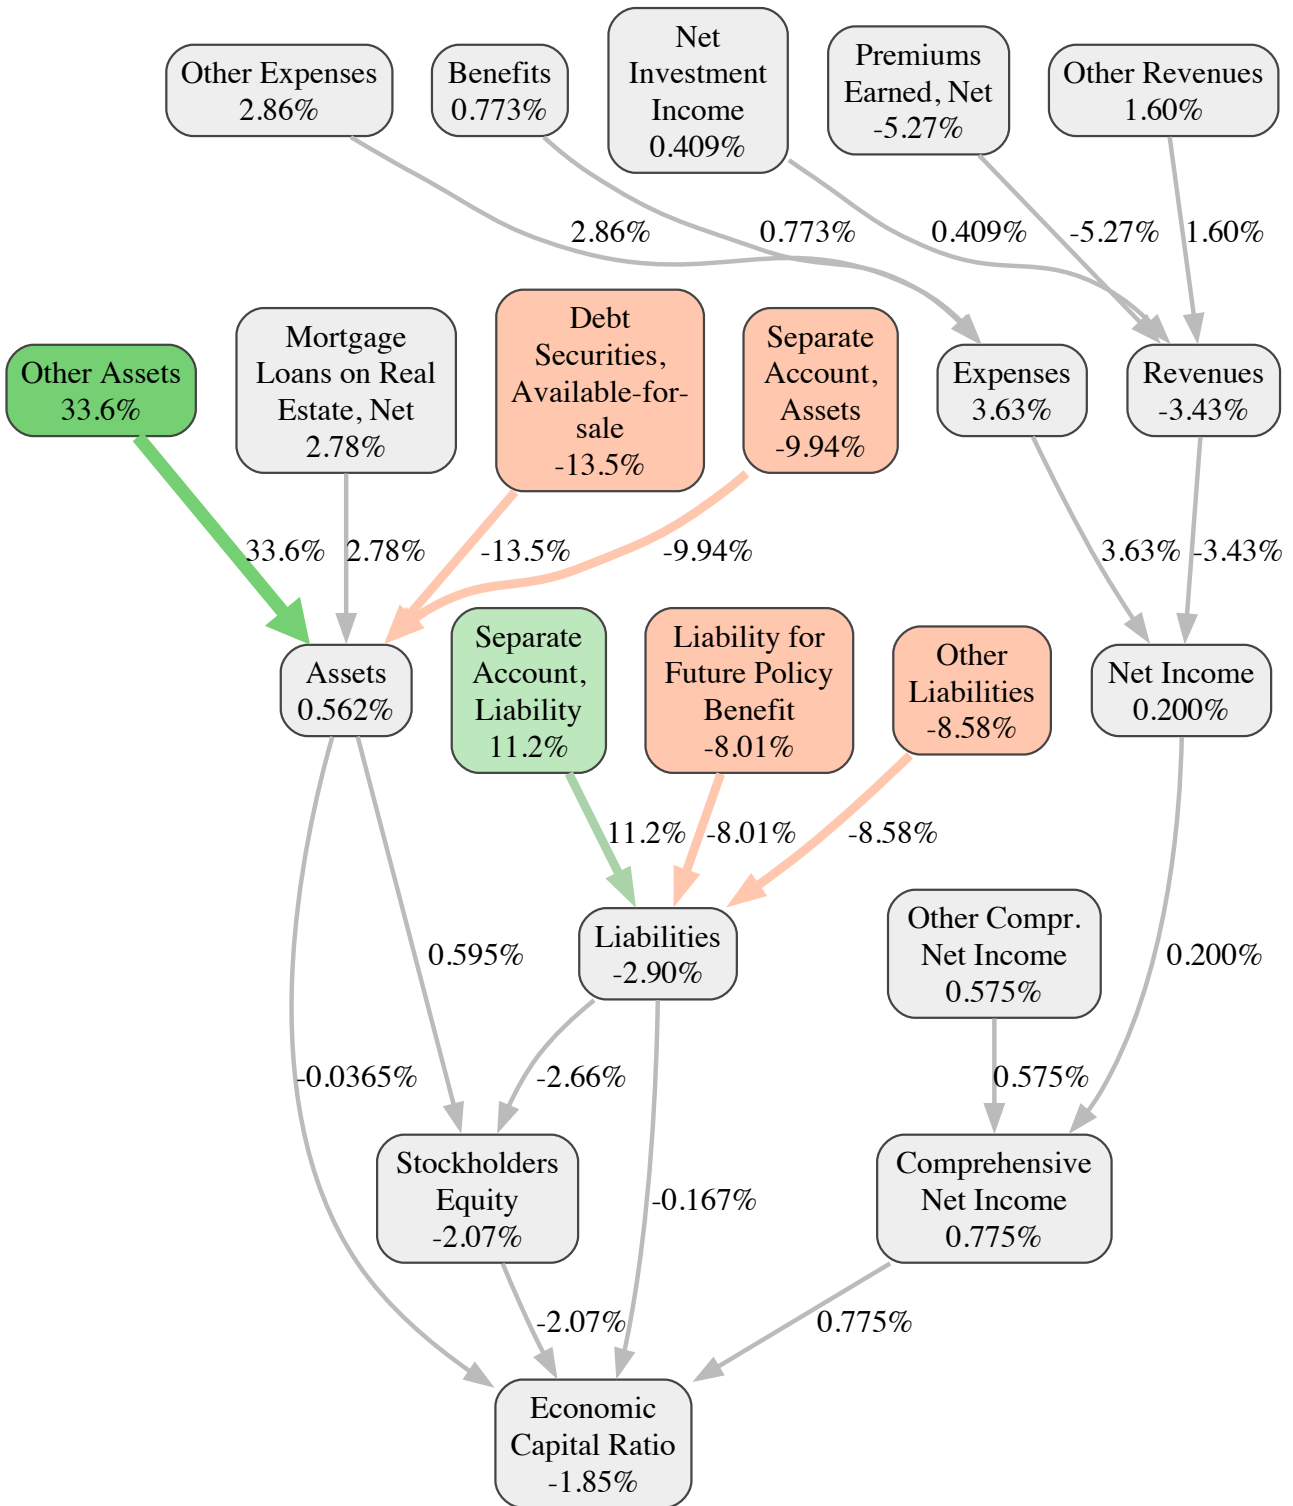 Other Expenses
2.86%
Benefits
0.773%
Net
Investment
Income
0.409%
Premiums
Earned, Net
-5.27%
Other Revenues
1.60%
2.86%
0.773%
0.409%
-5.27%
1.60%
Other Assets
33.6%
Mortgage
Loans on Real
Estate, Net
2.78%
Debt
Securities,
Available-for-
sale
-13.5%
Separate
Account,
Assets
-9.94%
Expenses
3.63%
Revenues
-3.43%
33.6%
2.78%
-13.5%
-9.94%
3.63%
-3.43%
Assets
0.562%
Separate
Account,
Liability
11.2%
Liability for
Future Policy
Benefit
-8.01%
Other
Liabilities
-8.58%
Net Income
0.200%
11.2%
-8.01%
-8.58%
Liabilities
-2.90%
Other Compr.
Net Income
0.575%
0.595%
0.200%
-0.0365%
-2.66%
0.575%
Stockholders
Equity
-2.07%
-0.167%
Comprehensive
Net Income
0.775%
-2.07%
0.775%
Economic
Capital Ratio
-1.85%